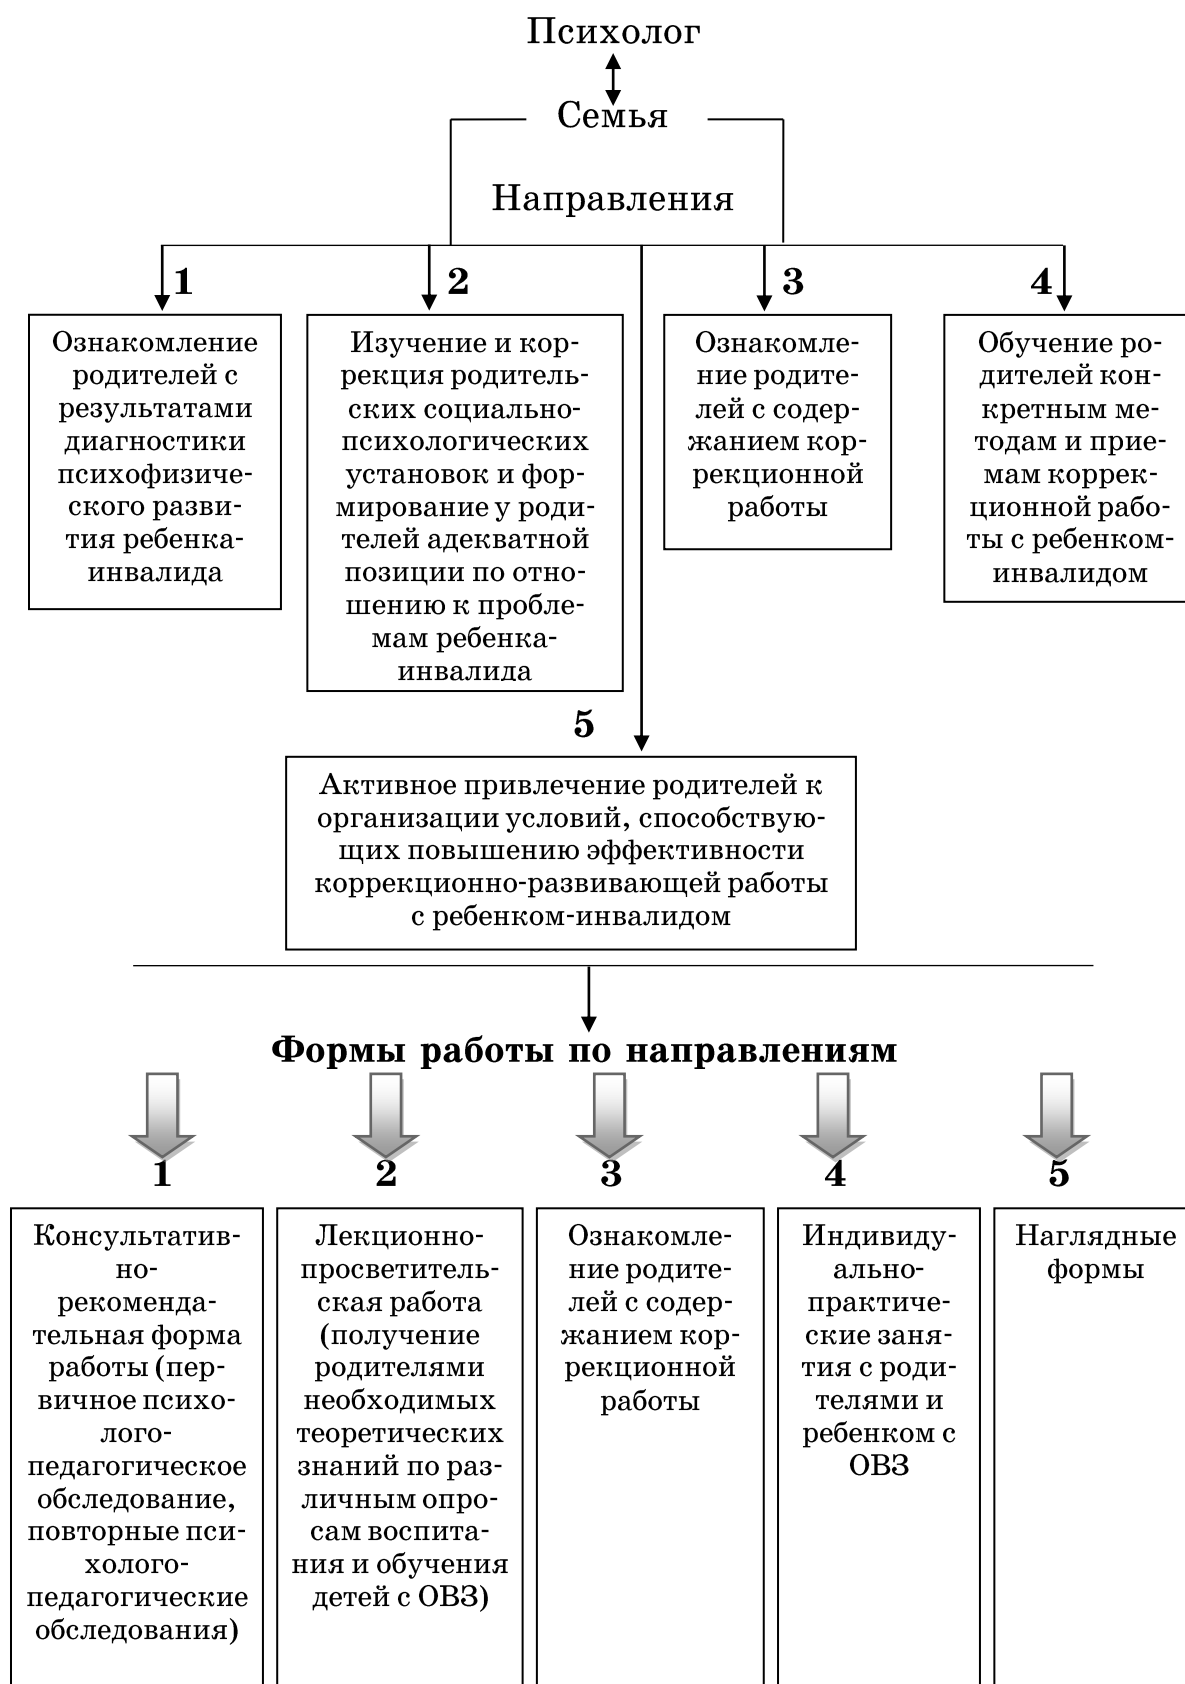 Психолог
Семья
Направления
1
Ознакомление
родителей с
результатами
диагностики
психофизиче-
ского разви-
тия ребенка-
инвалида
2
Изучение и кор-
рекция родитель-
ских социально-
психологических
установок и фор-
мирование у роди-
телей адекватной
позиции по отно-
шению к пробле-
мам ребенка-
инвалида
3
Ознакомле-
ние родите-
лей с содер-
жанием кор-
рекционной
работы
4
Обучение ро-
дителей кон-
кретным ме-
тодам и прие-
мам коррек-
ционной рабо-
ты с ребенком-
инвалидом
5
Активное привлечение родителей к
организации условий, способствую-
щих повышению эффективности
коррекционно-развивающей работы
с ребенком-инвалидом
Формы работы по направлениям
1
Консультатив-
но-
рекоменда-
тельная форма
работы (пер-
вичное психо-
лого-
педагогическое
обследование,
повторные пси-
холого-
педагогические
обследования)
2
Лекционно-
просветитель-
ская работа
(получение
родителями
необходимых
теоретических
знаний по раз-
личным опро-
сам воспита-
ния и обучения
детей с ОВЗ)
3
Ознакомле-
ние родите-
лей с содер-
жанием кор-
рекционной
работы
4
Индивиду-
ально-
практиче-
ские заня-
тия с роди-
телями и
ребенком с
ОВЗ
5
Наглядные
формы